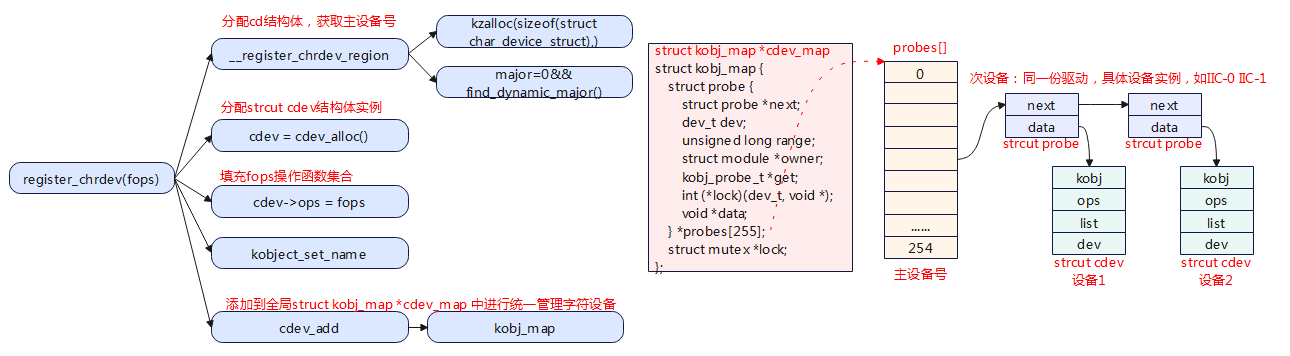 register_chrdev(fops)
分配cd结构体，获取主设备号
__register_chrdev_region
kzalloc(sizeof(struct
char_device_struct),)
major=0&&
find_dynamic_major()
分配strcut cdev结构体实例
cdev = cdev_alloc()
填充fops操作函数集合
cdev->ops = fops
kobject_set_name
添加到全局struct kobj_map *cdev_map 中进行统一管理字符设备
cdev_add
kobj_map
struct kobj_map *cdev_map
struct kobj_map {
struct probe {
struct probe *next;
dev_t dev;
unsigned long range;
struct module *owner;
kobj_probe_t *get;
int (*lock)(dev_t, void *);
void *data;
} *probes[255];
struct mutex *lock;
};
probes[]
0
......
254
主设备号
次设备：同一份驱动，具体设备实例，如IIC-0 IIC-1
next
data
strcut probe
next
data
strcut probe
kobj
ops
list
dev
strcut cdev
设备1
kobj
ops
list
dev
strcut cdev
设备2